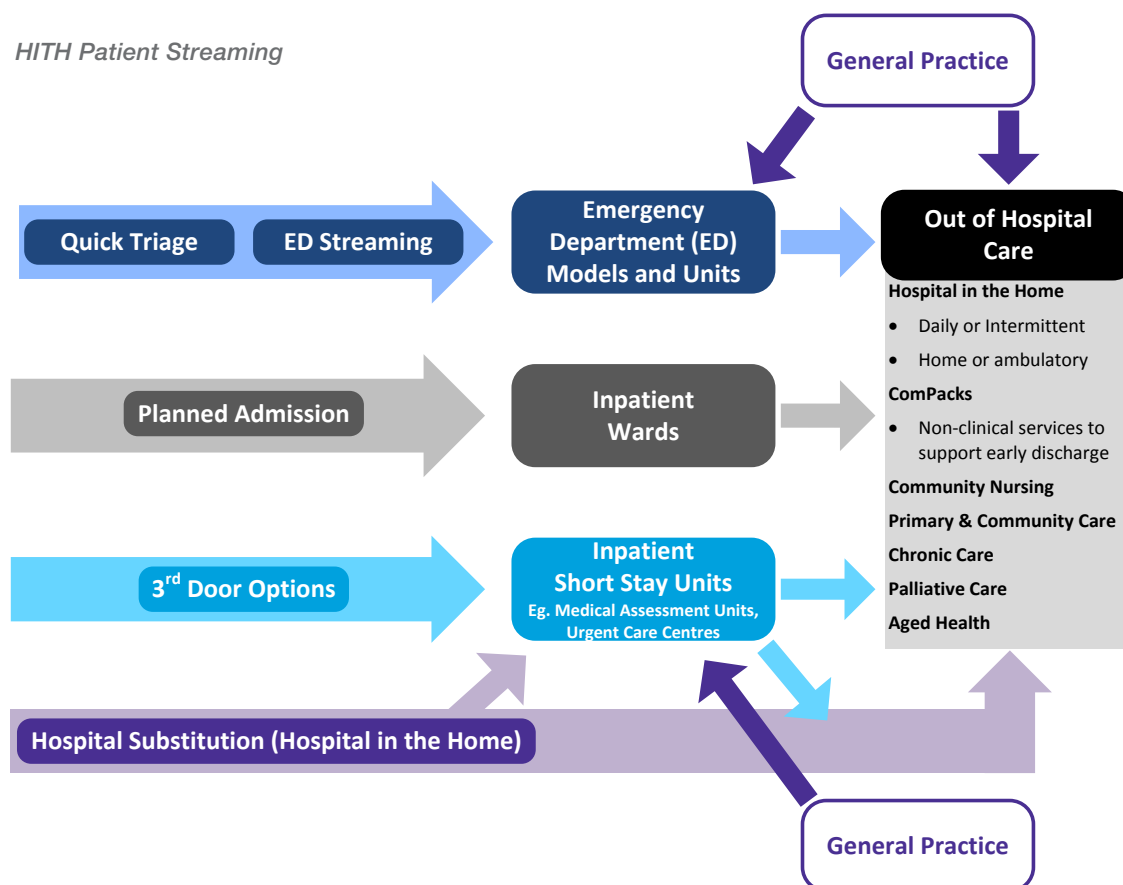 HITH Patient Streaming
General Practice
Quick Triage
ED Streaming
Emergency
Department (ED)
Models and Units
Out of Hospital
Care
Hospital in the Home
• Daily or Intermittent
• Home or ambulatory
ComPacks
• Non-clinical services to
support early discharge
Community Nursing
Primary & Community Care
Chronic Care
Palliative Care
Aged Health
Planned Admission
Inpatient
Wards
3rd Door Options
Inpatient
Short Stay Units
Eg. Medical Assessment Units,
Urgent Care Centres
Hospital Substitution (Hospital in the Home)
General Practice